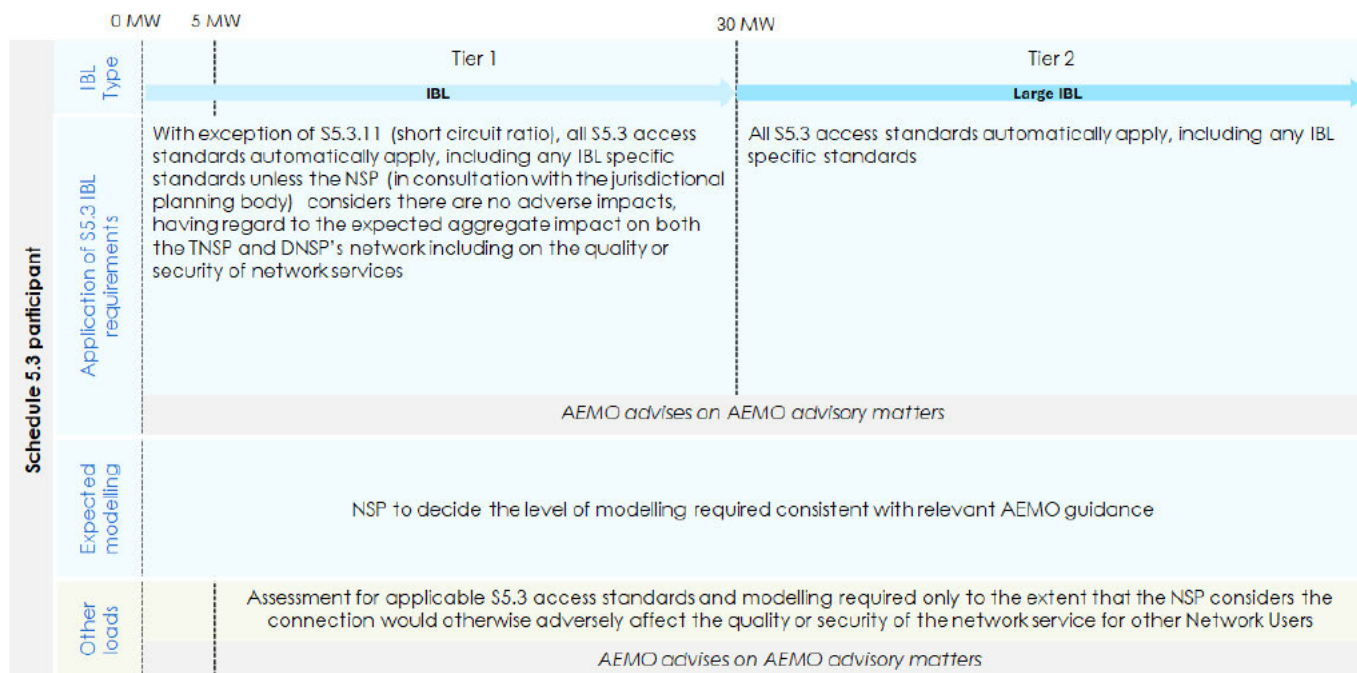 0 MW
5 MW
30 MW
Schedule 5.3 participant
IBL
Type
Tier 1
Tier 2
IBL
Large IBL
Application of S5.3 IBL
requirements
With exception of S5.3.11 (short circuit ratio), all S5.3 access
standards automatically apply, including any IBL specific
standards unless the NSP (in consultation with the jurisdictional
planning body) considers there are no adverse impacts,
having regard to the expected aggregate impact on both
the TNSP and DNSP's network including on the quality or
security of network services
All S5.3 access standards automatically apply, including any IBL
specific standards
AEMO advises on AEMO advisory matters
Expected
modelling
NSP to decide the level of modelling required consistent with relevant AEMO guidance
Other
loads
Assessment for applicable S5.3 access standards and modelling required only to the extent that the NSP considers the
connection would otherwise adversely affect the quality or security of the network service for other Network Users
AEMO advises on AEMO advisory matters